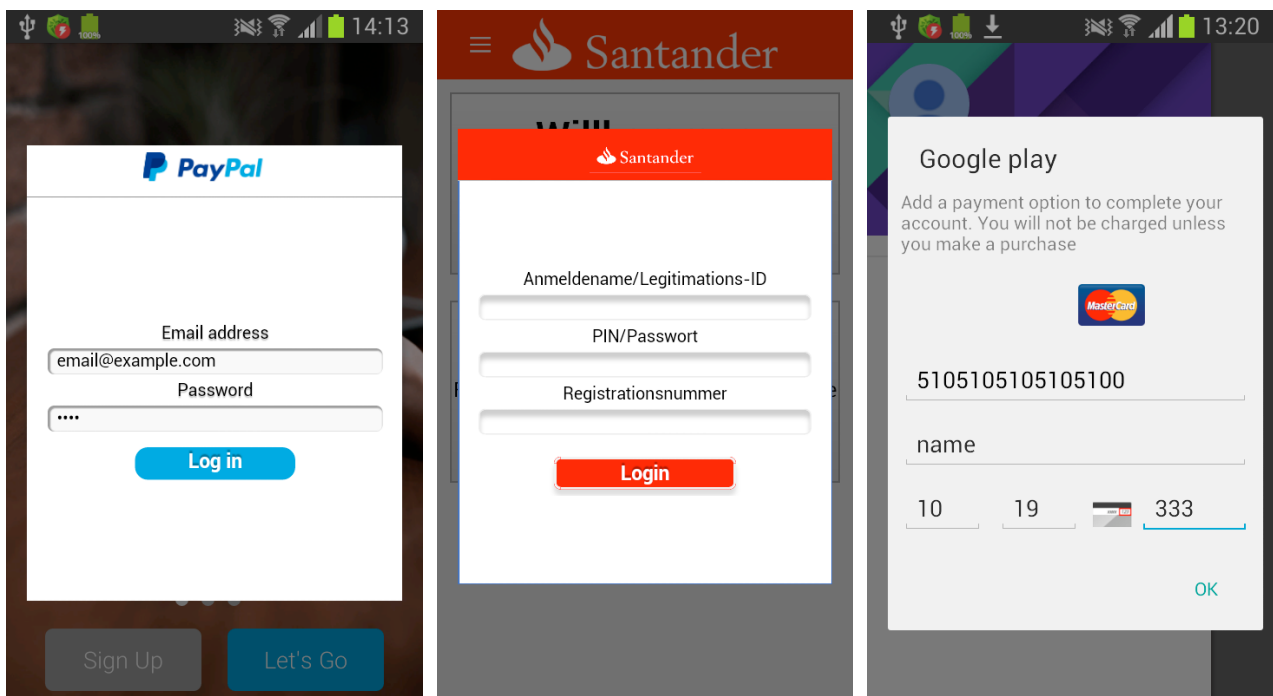 100%
14:13
PayPal
Email address
email@example.com
Password
Log in
Sign Up
Let's Go
Santander
Santander
Anmeldename/Legitimations-ID
PIN/Passwort
Registrationsnummer
Login
100%
13:20
Google play
Add a payment option to complete your
account. You will not be charged unless
you make a purchase
MasterCard
5105105105105100
name
10
19
333
OK